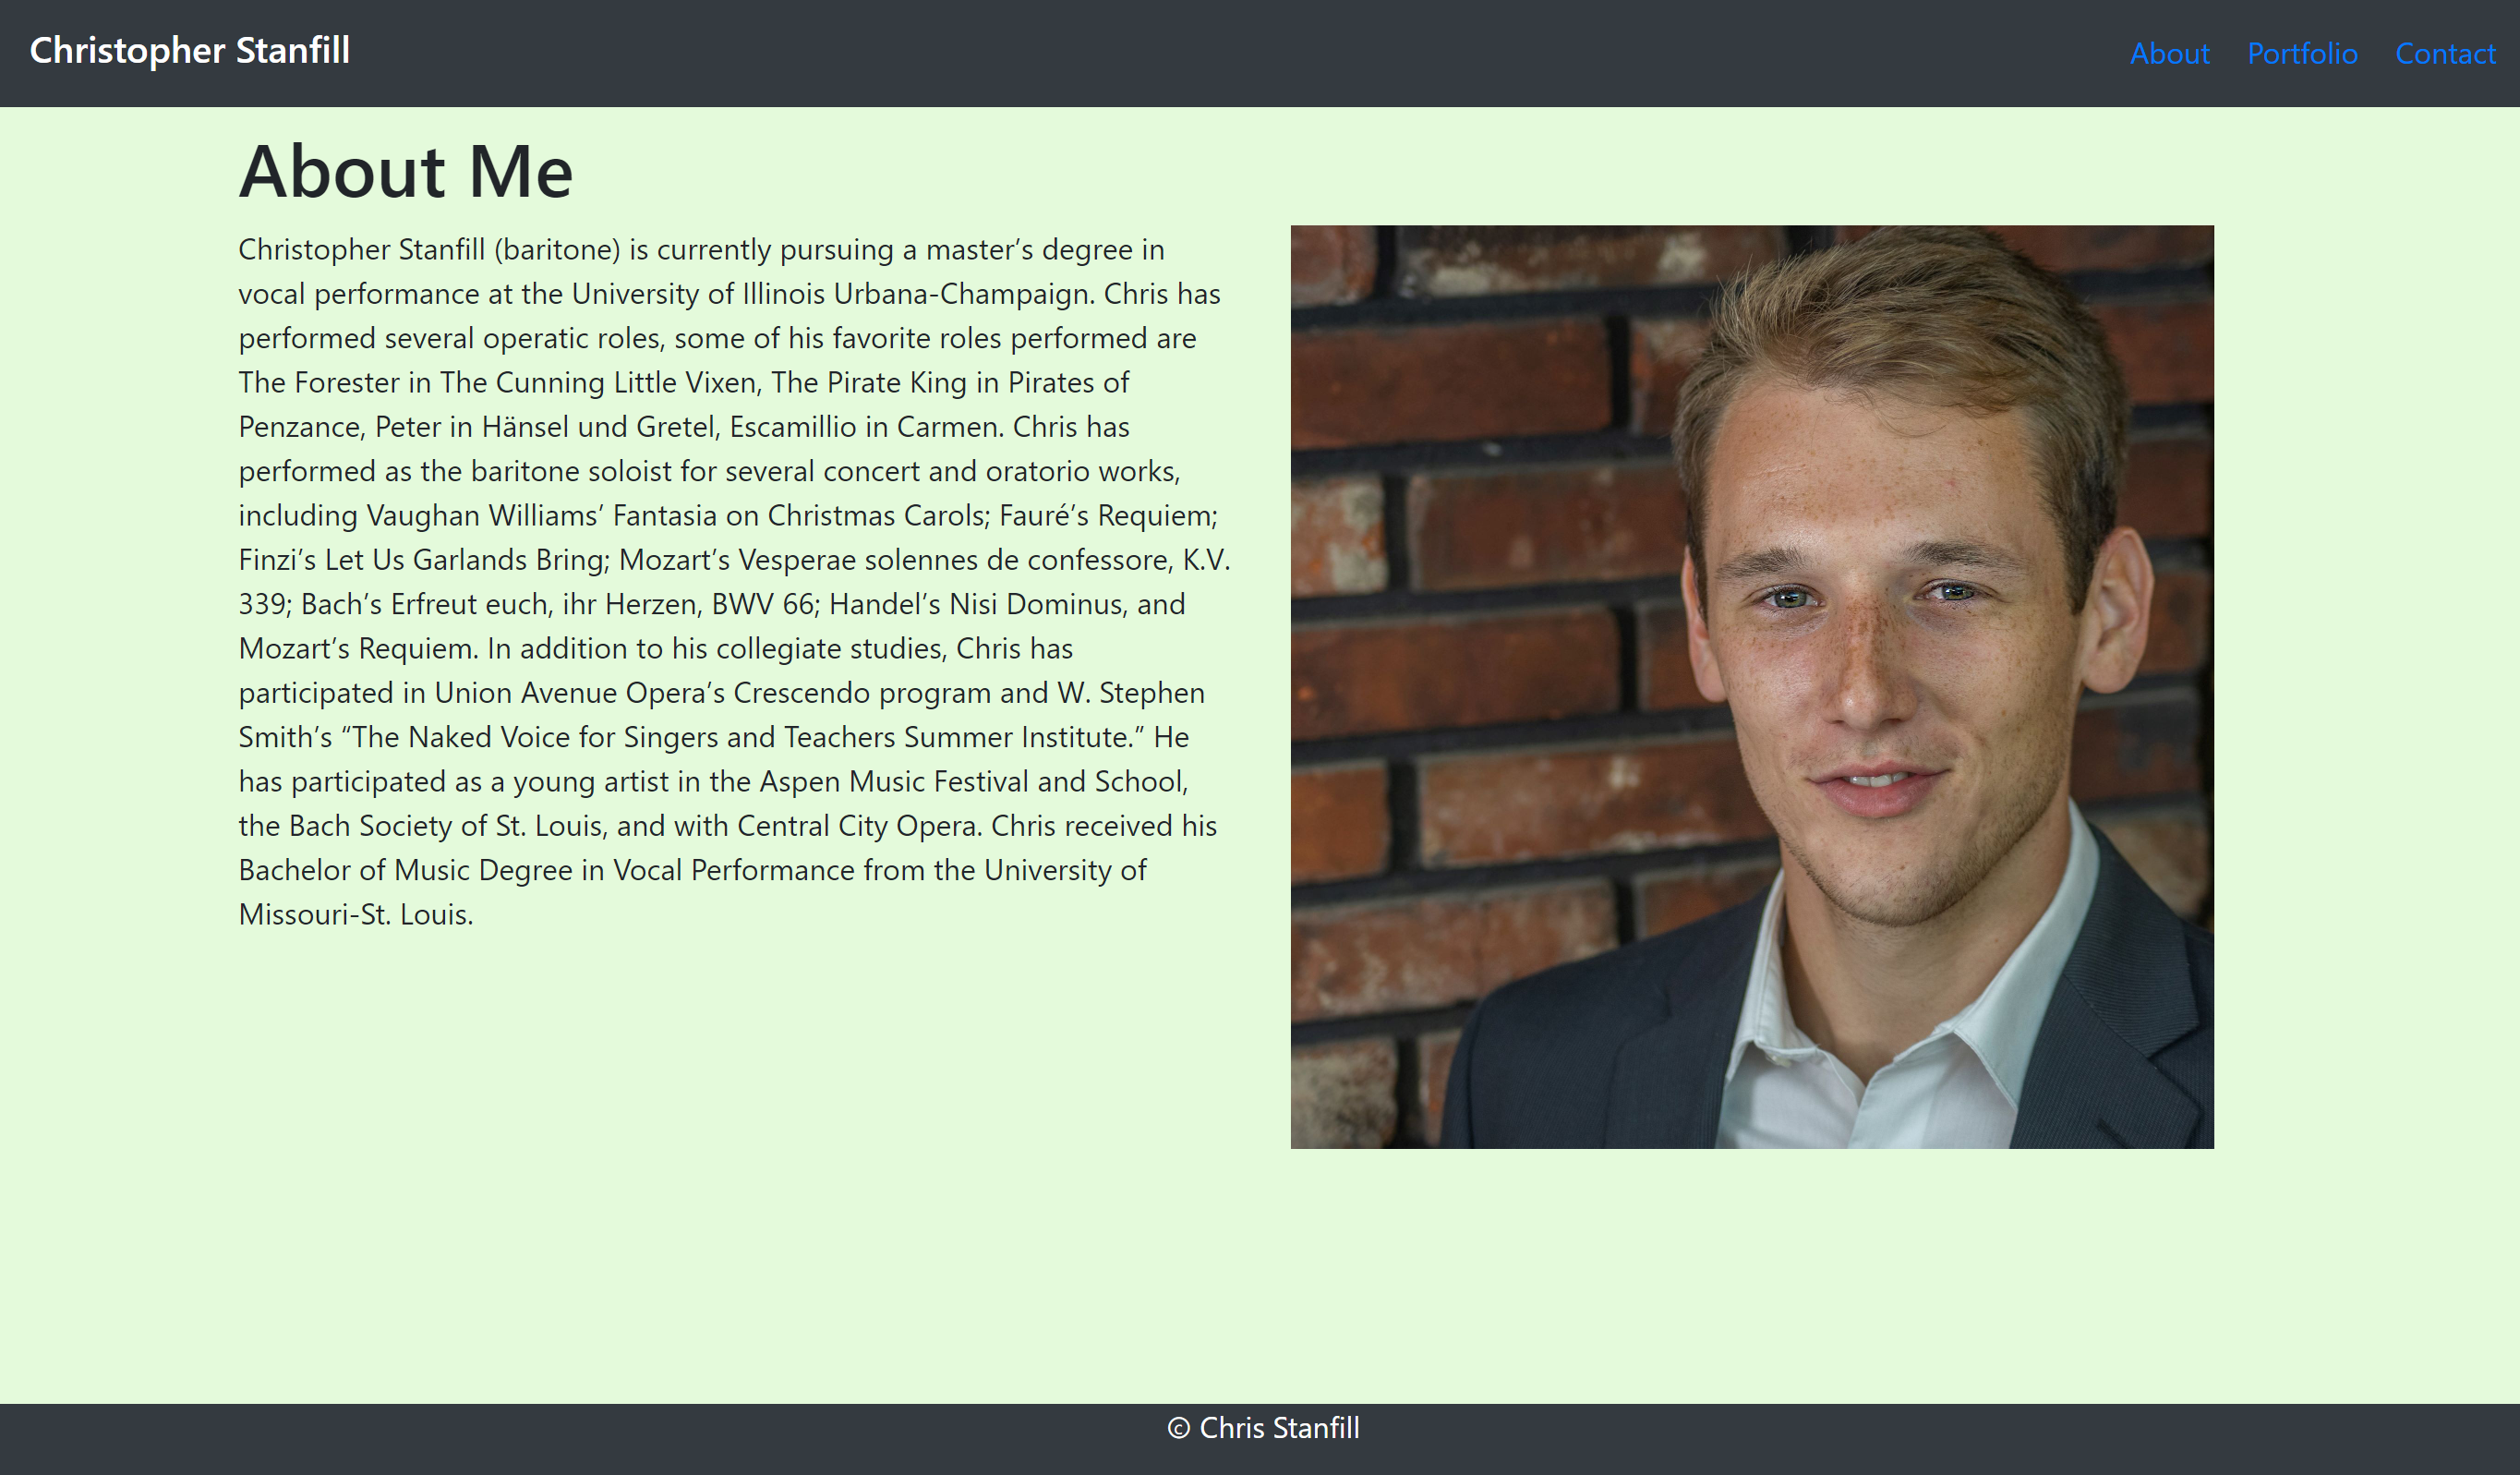 Christopher Stanfill
About Portfolio Contact
About Me
Christopher Stanfill (baritone) is currently pursuing a master’s degree in
vocal performance at the University of Illinois Urbana-Champaign. Chris has
performed several operatic roles, some of his favorite roles performed are
The Forester in The Cunning Little Vixen, The Pirate King in Pirates of
Penzance, Peter in Hänsel und Gretel, Escamillio in Carmen. Chris has
performed as the baritone soloist for several concert and oratorio works,
including Vaughan Williams’ Fantasia on Christmas Carols; Fauré’s Requiem;
Finzi’s Let Us Garlands Bring; Mozart’s Vesperae solennes de confessore, K.V.
339; Bach’s Erfreut euch, ihr Herzen, BWV 66; Handel’s Nisi Dominus, and
Mozart’s Requiem. In addition to his collegiate studies, Chris has
participated in Union Avenue Opera’s Crescendo program and W. Stephen
Smith’s “The Naked Voice for Singers and Teachers Summer Institute.” He
has participated as a young artist in the Aspen Music Festival and School,
the Bach Society of St. Louis, and with Central City Opera. Chris received his
Bachelor of Music Degree in Vocal Performance from the University of
Missouri-St. Louis.
© Chris Stanfill